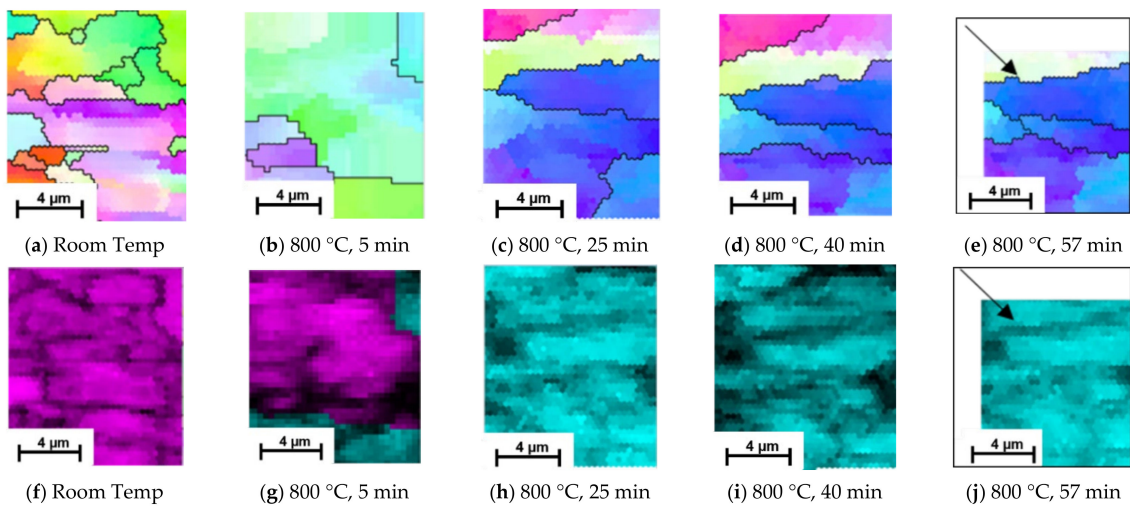 4 µm 4 µm 4 µm 4 µm 4 µm
(a) Room Temp (b) 800 °C, 5 min (c) 800 °C, 25 min (d) 800 °C, 40 min (e) 800 °C, 57 min
4 µm 4 µm 4 µm 4 µm 4 µm
(f) Room Temp (g) 800 °C, 5 min (h) 800 °C, 25 min (i) 800 °C, 40 min (j) 800 °C, 57 min